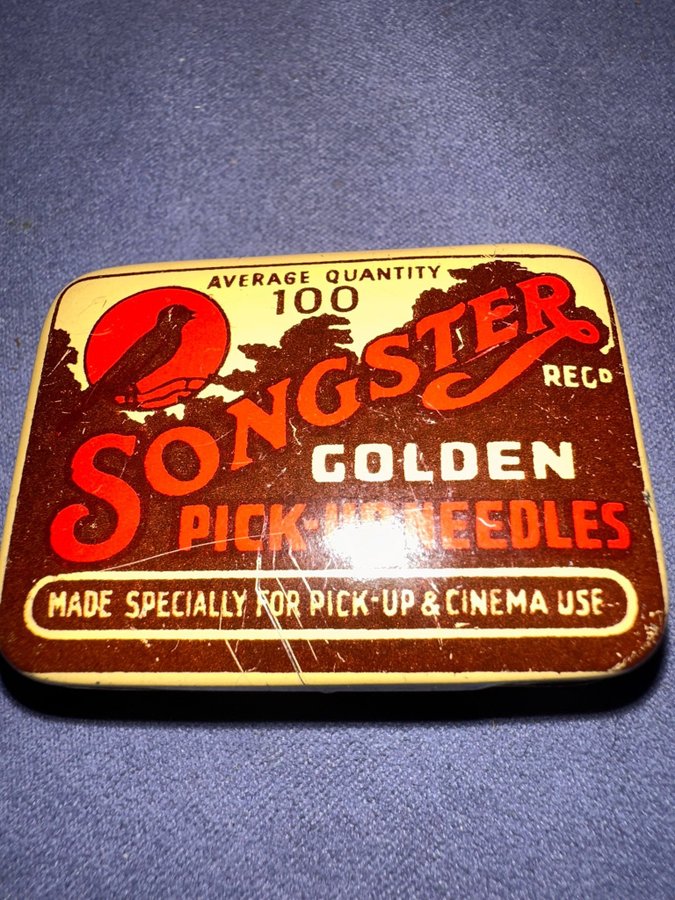 AVERAGE QUANTITY
100
SONGSTER
REGD
GOLDEN
PICK-UP NEEDLES
MADE SPECIALLY FOR PICK-UP & CINEMA USE